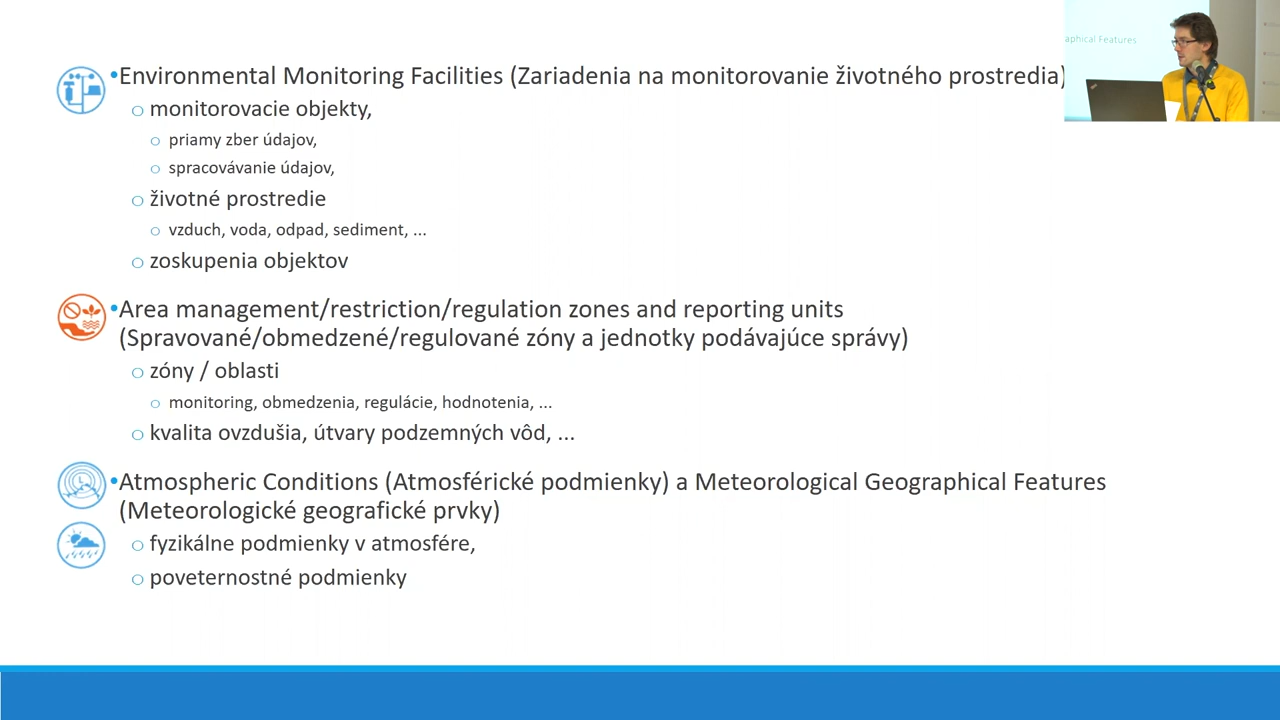 aphical Features
•Environmental Monitoring Facilities (Zariadenia na monitorovanie životného prostredia)
o monitorovacie objekty,
o priamy zber údajov,
o spracovávanie údajov,
o životné prostredie
o vzduch, voda, odpad, sediment, ...
o zoskupenia objektov
•Area management/restriction/regulation zones and reporting units
(Spravované/obmedzené/regulované zóny a jednotky podávajúce správy)
o zóny / oblasti
o monitoring, obmedzenia, regulácie, hodnotenia, ...
o kvalita ovzdušia, útvary podzemných vôd, ...
•Atmospheric Conditions (Atmosférické podmienky) a Meteorological Geographical Features
(Meteorologické geografické prvky)
o fyzikálne podmienky v atmosfére,
o poveternostné podmienky